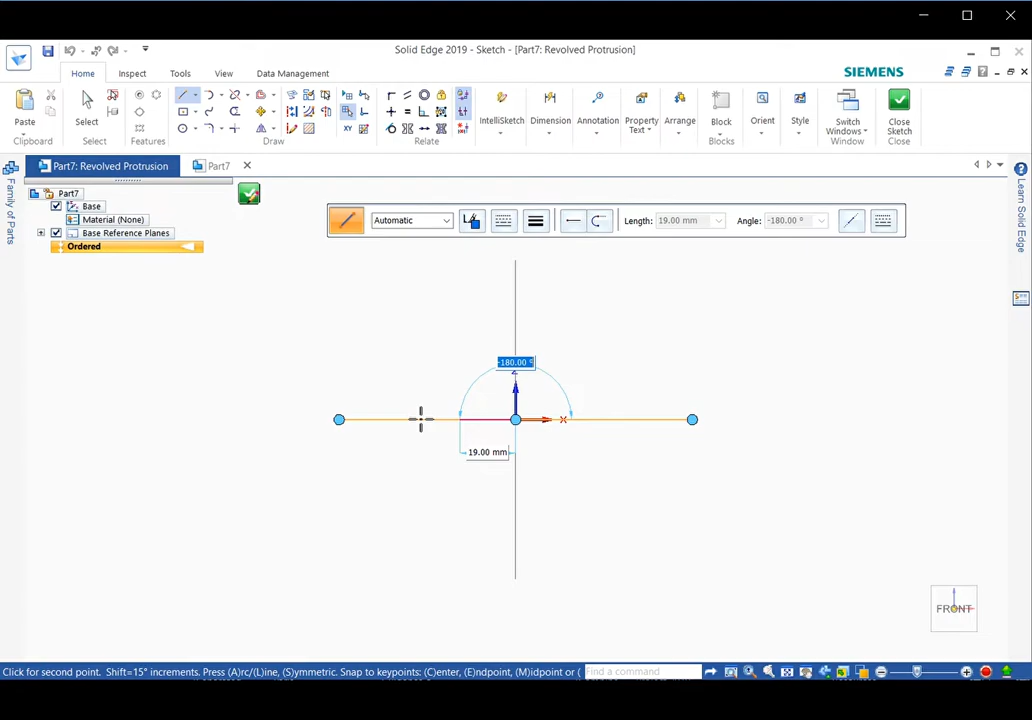 Solid Edge 2019 - Sketch - [Part7: Revolved Protrusion]
Home Inspect Tools View Data Management SIEMENS
Paste Select IntelliSketch Dimension Annotation Property Text Arrange Block Orient Style Switch Windows Close Sketch
Clipboard Select Features Draw Relate Block Window Close
Part7: Revolved Protrusion Part7
Family of Parts
Learn Solid Edge
Part7
Base
Material (None)
Base Reference Planes
Ordered
Automatic Length: 19.00 mm Angle: -180.00 °
-180.00 °
z
x
19.00 mm
FRONT
Click for second point. Shift=15° increments. Press (A)rc/(L)ine, (S)ymmetric. Snap to keypoints: (C)enter, (E)ndpoint, (M)idpoint or ( Find a command